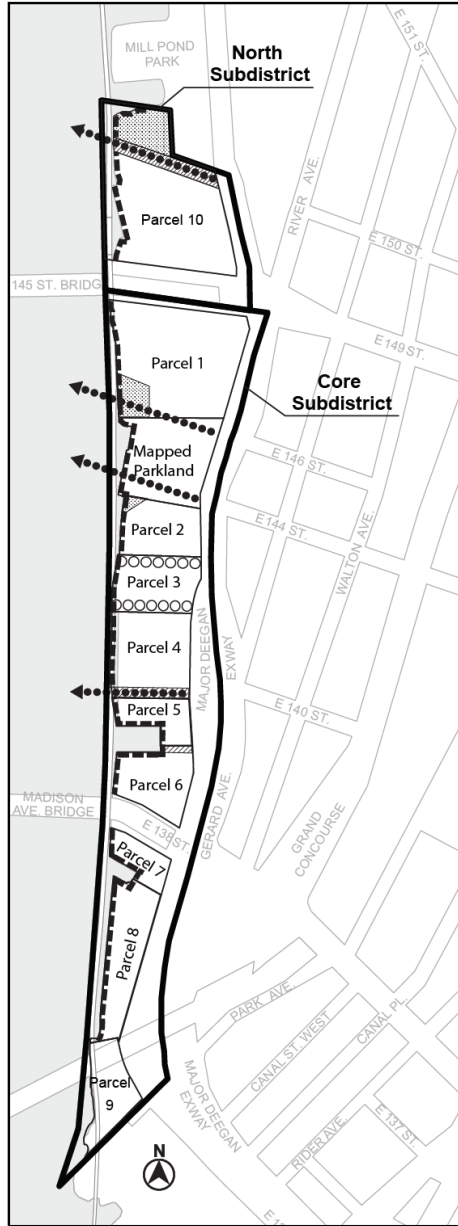 E 151 ST.
MILL POND
PARK
North
Subdistrict
RIVER AVE.
Parcel 10
E 150 ST.
145 ST. BRIDG
E 149 ST.
Parcel 1
Core
Subdistrict
Mapped
Parkland
E 146 ST.
Parcel 2
E 144 ST.
WALTON AVE.
Parcel 3
Parcel 4
MAJOR DEEGAN
EXWAY
Parcel 5
E 140 ST.
Parcel 6
MADISON
AVE. BRIDGE
E 138 ST.
GERARD AVE.
GRAND
CONCOURSE
Parcel 7
Parcel 8
PARK AVE.
CANAL ST. WEST
CANAL PL.
Parcel
9
MAJOR DEEGAN
EXWAY
RIDER AVE.
E 137 ST.
N